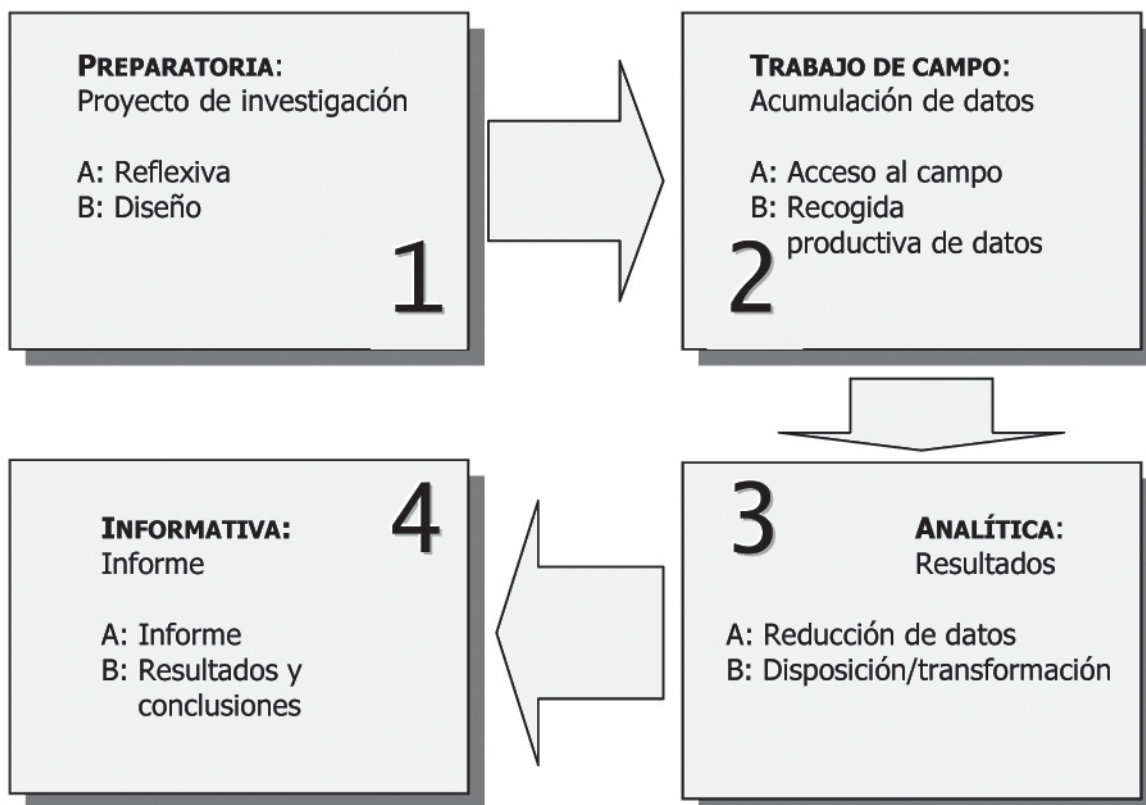 PREPARATORIA:
Proyecto de investigación
A: Reflexiva
B: Diseño
1
TRABAJO DE CAMPO:
Acumulación de datos
A: Acceso al campo
B: Recogida
productiva de datos
2
3
ANALÍTICA:
Resultados
A: Reducción de datos
B: Disposición/transformación
4
INFORMATIVA:
Informe
A: Informe
B: Resultados y
conclusiones